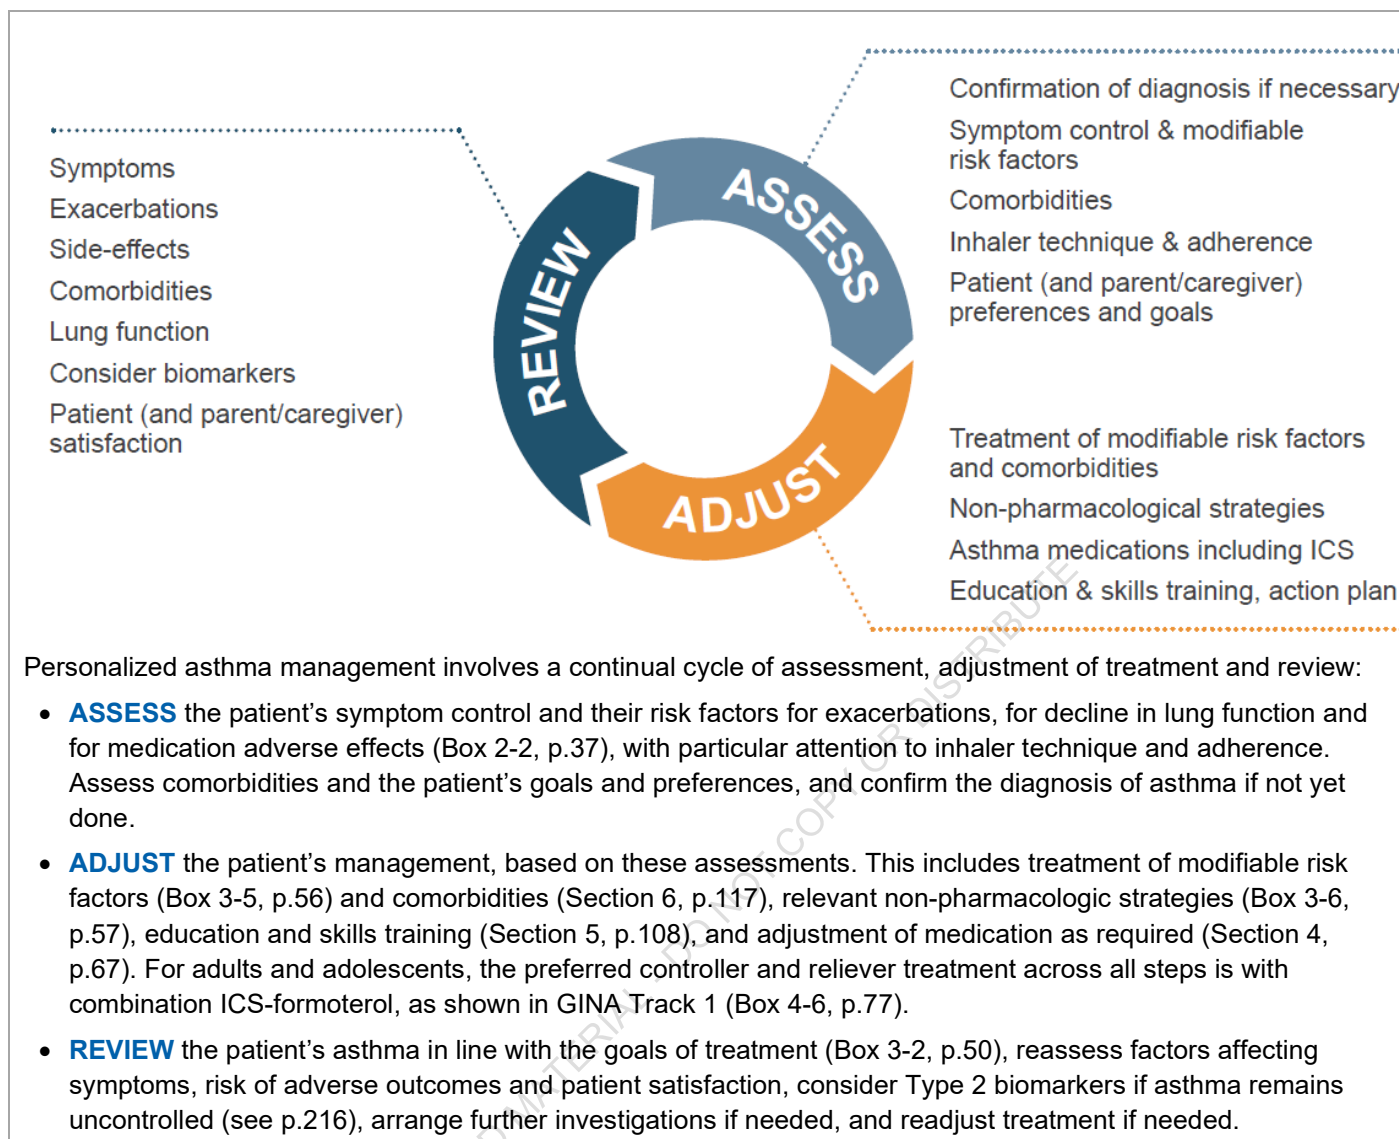 Symptoms
Exacerbations
Side-effects
Comorbidities
Lung function
Consider biomarkers
Patient (and parent/caregiver)
satisfaction
REVIEW
ASSESS
ADJUST
Confirmation of diagnosis if necessary
Symptom control & modifiable
risk factors
Comorbidities
Inhaler technique & adherence
Patient (and parent/caregiver)
preferences and goals
Treatment of modifiable risk factors
and comorbidities
Non-pharmacological strategies
Asthma medications including ICS
Education & skills training, action plan
Personalized asthma management involves a continual cycle of assessment, adjustment of treatment and review:
• ASSESS the patient’s symptom control and their risk factors for exacerbations, for decline in lung function and
for medication adverse effects (Box 2-2, p.37), with particular attention to inhaler technique and adherence.
Assess comorbidities and the patient’s goals and preferences, and confirm the diagnosis of asthma if not yet
done.
• ADJUST the patient’s management, based on these assessments. This includes treatment of modifiable risk
factors (Box 3-5, p.56) and comorbidities (Section 6, p.117), relevant non-pharmacologic strategies (Box 3-6,
p.57), education and skills training (Section 5, p.108), and adjustment of medication as required (Section 4,
p.67). For adults and adolescents, the preferred controller and reliever treatment across all steps is with
combination ICS-formoterol, as shown in GINA Track 1 (Box 4-6, p.77).
• REVIEW the patient’s asthma in line with the goals of treatment (Box 3-2, p.50), reassess factors affecting
symptoms, risk of adverse outcomes and patient satisfaction, consider Type 2 biomarkers if asthma remains
uncontrolled (see p.216), arrange further investigations if needed, and readjust treatment if needed.
MATERIAL - DO NOT COPY OR DISTRIBUTE